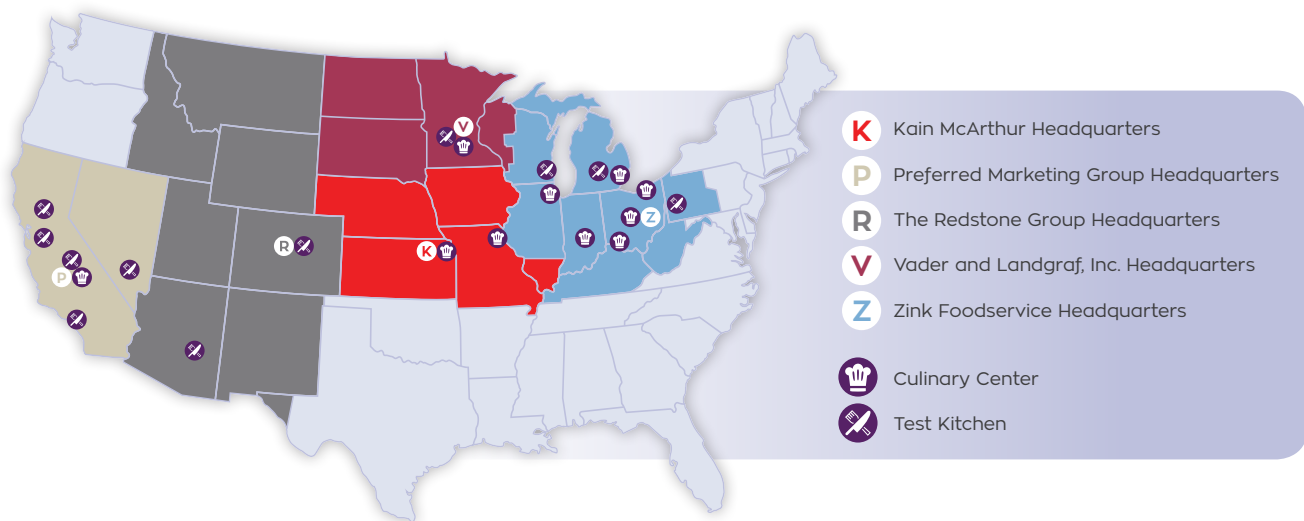 V
R
K
P
Z
K Kain McArthur Headquarters
P Preferred Marketing Group Headquarters
R The Redstone Group Headquarters
V Vader and Landgraf, Inc. Headquarters
Z Zink Foodservice Headquarters
Culinary Center
Test Kitchen